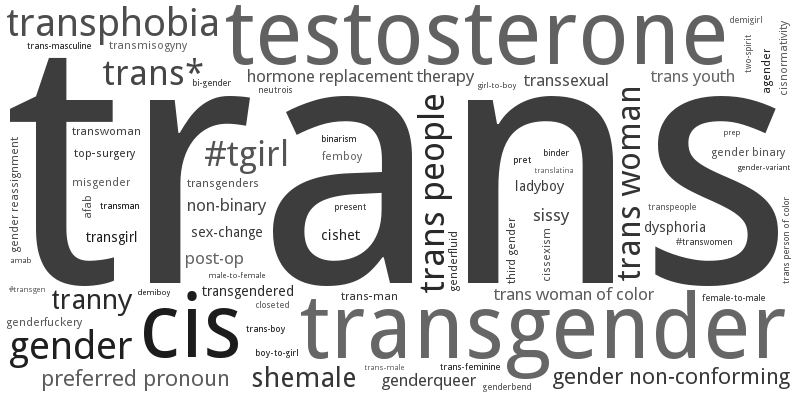 transphobia
testosterone
demigirl
trans-masculine
transmisogyny
two-spirit
agender
cisnormativity
trans*
bi-gender
hormone replacement therapy
girl-to-boy
transsexual
trans youth
neutrois
trans
transwoman
top-surgery
#tgirl
binarism
femboy
trans people
pret
binder
translatina
trans woman
prep
gender binary
gender-variant
gender reassignment
misgender
transgenders
ladyboy
afab
transman
non-binary
present
sissy
transpeople
trans person of color
transgirl
sex-change
cishet
genderfluid
third gender
cissexism
dysphoria
#transwomen
amab
post-op
male-to-female
#transgen
tranny
demiboy
transgendered
closeted
trans-man
trans woman of color
female-to-male
genderfuckery
cis
trans-boy
transgender
gender
boy-to-girl
preferred pronoun
shemale
trans-male
genderqueer
trans-feminine
genderbend
gender non-conforming